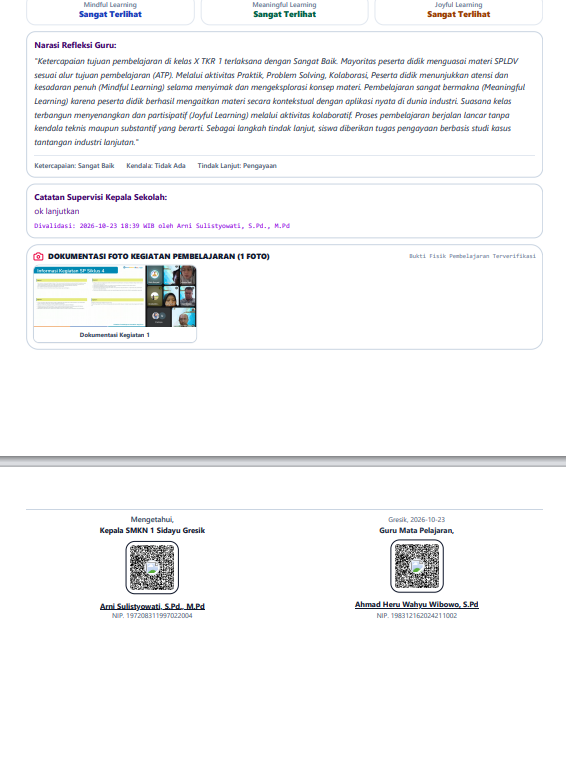 Mindful Learning
Sangat Terlihat
Meaningful Learning
Sangat Terlihat
Joyful Learning
Sangat Terlihat
Narasi Refleksi Guru:
"Ketercapaian tujuan pembelajaran di kelas X TKR 1 terlaksana dengan Sangat Baik. Mayoritas peserta didik menguasai materi SPLDV
sesuai alur tujuan pembelajaran (ATP). Melalui aktivitas Praktik, Problem Solving, Kolaborasi, Peserta didik menunjukkan atensi dan
kesadaran penuh (Mindful Learning) selama menyimak dan mengeksplorasi konsep materi. Pembelajaran sangat bermakna (Meaningful
Learning) karena peserta didik berhasil mengaitkan materi secara kontekstual dengan aplikasi nyata di dunia industri. Suasana kelas
terbangun menyenangkan dan partisipatif (Joyful Learning) melalui aktivitas kolaboratif. Proses pembelajaran berjalan lancar tanpa
kendala teknis maupun substantif yang berarti. Sebagai langkah tindak lanjut, siswa diberikan tugas pengayaan berbasis studi kasus
tantangan industri lanjutan."
Ketercapaian: Sangat Baik Kendala: Tidak Ada Tindak Lanjut: Pengayaan
Catatan Supervisi Kepala Sekolah:
ok lanjutkan
Divalidasi: 2026-10-23 18:39 WIB oleh Arni Sulistyowati, S.Pd., M.Pd
DOKUMENTASI FOTO KEGIATAN PEMBELAJARAN (1 FOTO)
Bukti Fisik Pembelajaran Terverifikasi
Informasi Kegiatan SP Siklus 4
Dokumentasi Kegiatan 1
Mengetahui,
Kepala SMKN 1 Sidayu Gresik
Arni Sulistyowati, S.Pd., M.Pd
NIP. 197208311997022004
Gresik, 2026-10-23
Guru Mata Pelajaran,
Ahmad Heru Wahyu Wibowo, S.Pd
NIP. 198312162024211002